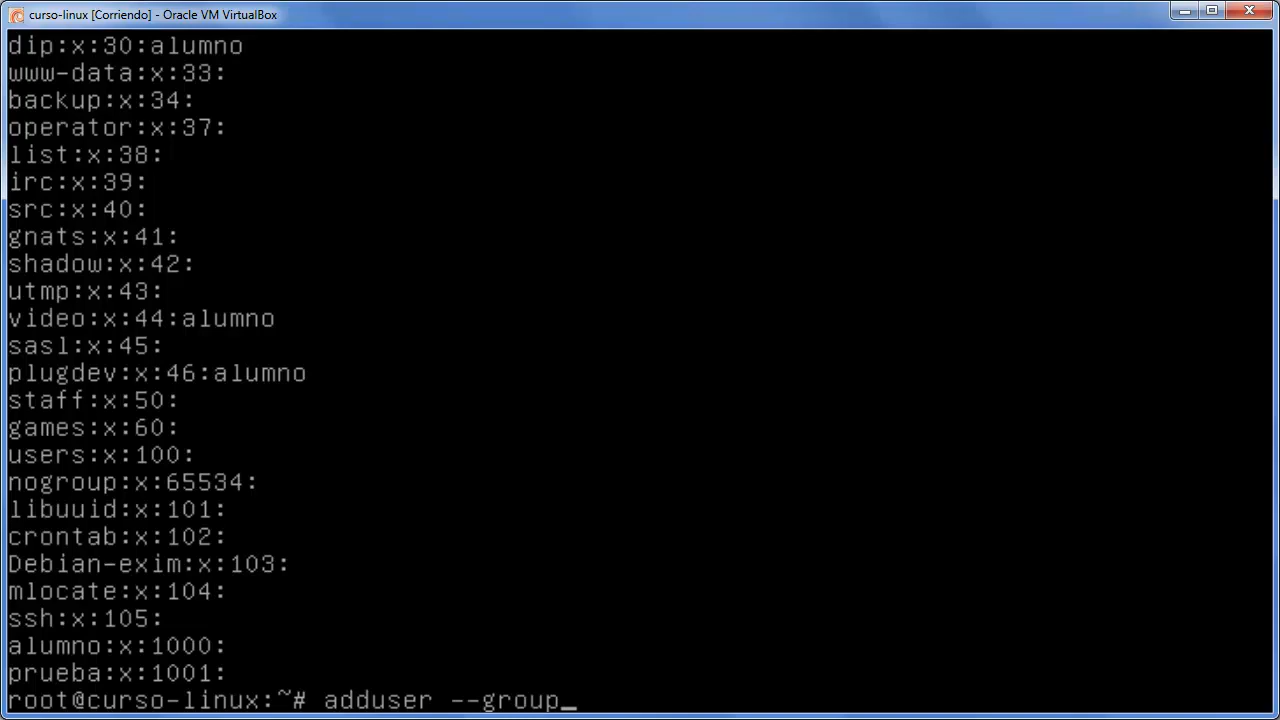 curso-linux [Corriendo] - Oracle VM VirtualBox
dip:x:30:alumno
www-data:x:33:
backup:x:34:
operator:x:37:
list:x:38:
irc:x:39:
src:x:40:
gnats:x:41:
shadow:x:42:
utmp:x:43:
video:x:44:alumno
sasl:x:45:
plugdev:x:46:alumno
staff:x:50:
games:x:60:
users:x:100:
nogroup:x:65534:
libuuid:x:101:
crontab:x:102:
Debian-exim:x:103:
mlocate:x:104:
ssh:x:105:
alumno:x:1000:
prueba:x:1001:
root@curso-linux:~# adduser --group_